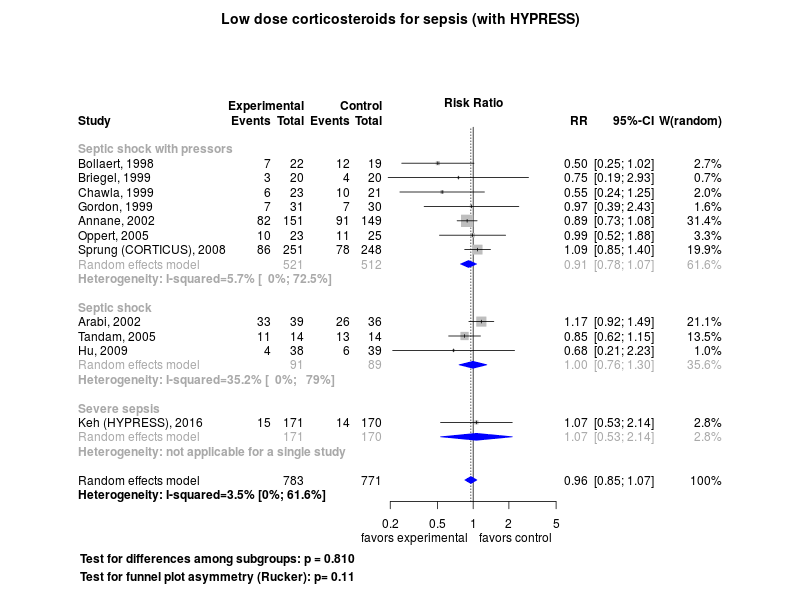 Low dose corticosteroids for sepsis (with HYPRESS)
Experimental Control Risk Ratio
Study Events Total Events Total RR 95%-CI W(random)
Septic shock with pressors
Bollaert, 1998 7 22 12 19 0.50 [0.25; 1.02] 2.7%
Briegel, 1999 3 20 4 20 0.75 [0.19; 2.93] 0.7%
Chawla, 1999 6 23 10 21 0.55 [0.24; 1.25] 2.0%
Gordon, 1999 7 31 7 30 0.97 [0.39; 2.43] 1.6%
Annane, 2002 82 151 91 149 0.89 [0.73; 1.08] 31.4%
Oppert, 2005 10 23 11 25 0.99 [0.52; 1.88] 3.3%
Sprung (CORTICUS), 2008 86 251 78 248 1.09 [0.85; 1.40] 19.9%
Random effects model 521 512 0.91 [0.78; 1.07] 61.6%
Heterogeneity: I-squared=5.7% [ 0%; 72.5%]
Septic shock
Arabi, 2002 33 39 26 36 1.17 [0.92; 1.49] 21.1%
Tandam, 2005 11 14 13 14 0.85 [0.62; 1.15] 13.5%
Hu, 2009 4 38 6 39 0.68 [0.21; 2.23] 1.0%
Random effects model 91 89 1.00 [0.76; 1.30] 35.6%
Heterogeneity: I-squared=35.2% [ 0%; 79%]
Severe sepsis
Keh (HYPRESS), 2016 15 171 14 170 1.07 [0.53; 2.14] 2.8%
Random effects model 171 170 1.07 [0.53; 2.14] 2.8%
Heterogeneity: not applicable for a single study
Random effects model 783 771 0.96 [0.85; 1.07] 100%
Heterogeneity: I-squared=3.5% [0%; 61.6%]
0.2 0.5 1 2 5
favors experimental favors control
Test for differences among subgroups: p = 0.810
Test for funnel plot asymmetry (Rucker): p= 0.11